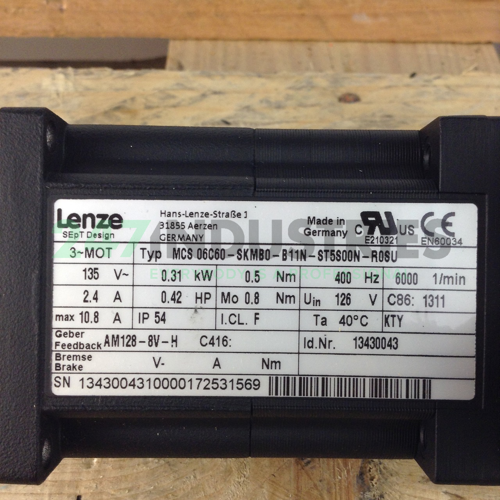 Lenze
SEpT Design
Hans-Lenze-Straße 1
31855 Aerzen
GERMANY
Made in
Germany
C RU US
E210321
CE
EN60034
3~MOT Typ MCS 06C60-SKMB0-B11N-ST5S00N-R0SU
135 V~ 0.31 kW 0.5 Nm 400 Hz 6000 1/min
2.4 A 0.42 HP Mo 0.8 Nm Uin 126 V C86: 1311
max 10.8 A IP 54 I.CL. F Ta 40°C KTY
Geber
Feedback AM128-8V-H C416: Id.Nr. 13430043
Bremse
Brake V- A Nm
SN 1343004310000172531569